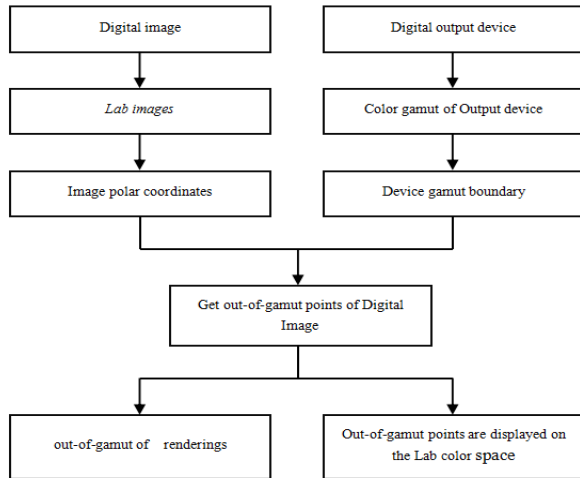 Digital image
Digital output device
Lab images
Color gamut of Output device
Image polar coordinates
Device gamut boundary
Get out-of-gamut points of Digital
Image
out-of-gamut of renderings
Out-of-gamut points are displayed on
the Lab color space